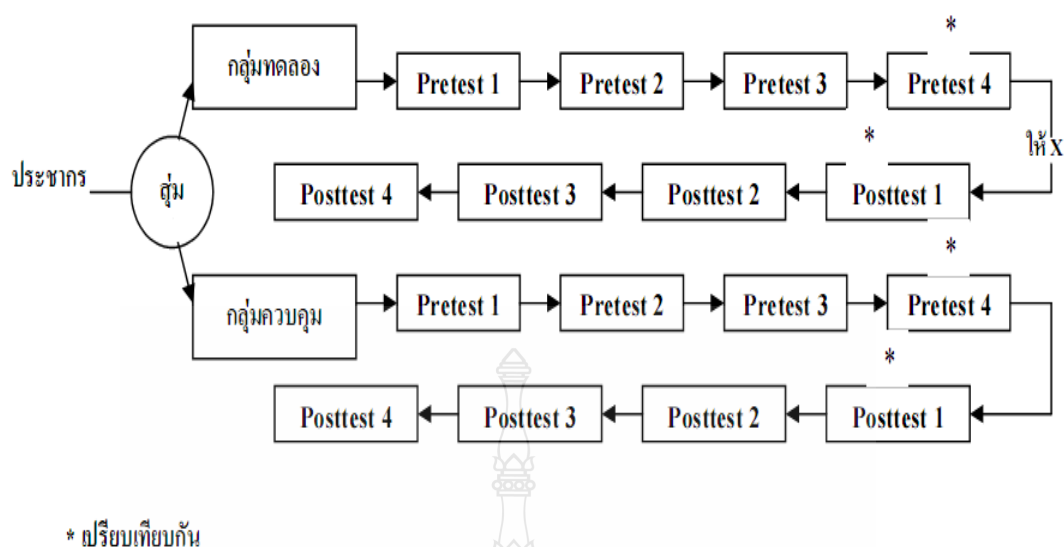 *
กลุ่มทดลอง
Pretest 1
Pretest 2
Pretest 3
Pretest 4
ให้ X
*
ประชากร
สุ่ม
Posttest 4
Posttest 3
Posttest 2
Posttest 1
*
กลุ่มควบคุม
Pretest 1
Pretest 2
Pretest 3
Pretest 4
*
Posttest 4
Posttest 3
Posttest 2
Posttest 1
* เปรียบเทียบกัน